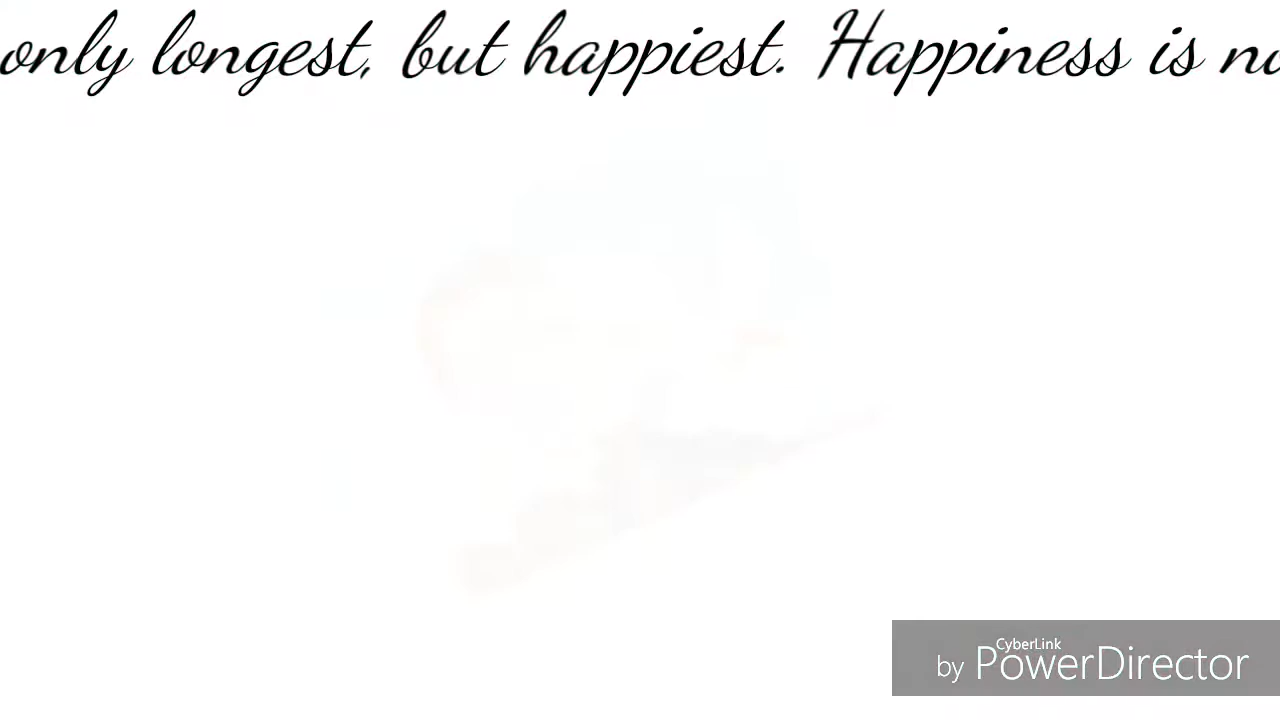 only longest, but happiest. Happiness is
CyberLink
by PowerDirector